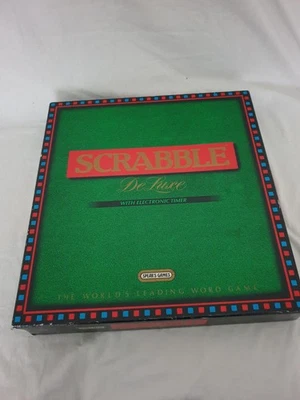 SCRABBLE
De Luxe
WITH ELECTRONIC TIMER
SPEAR'S GAMES
THE WORLD'S LEADING WORD GAME